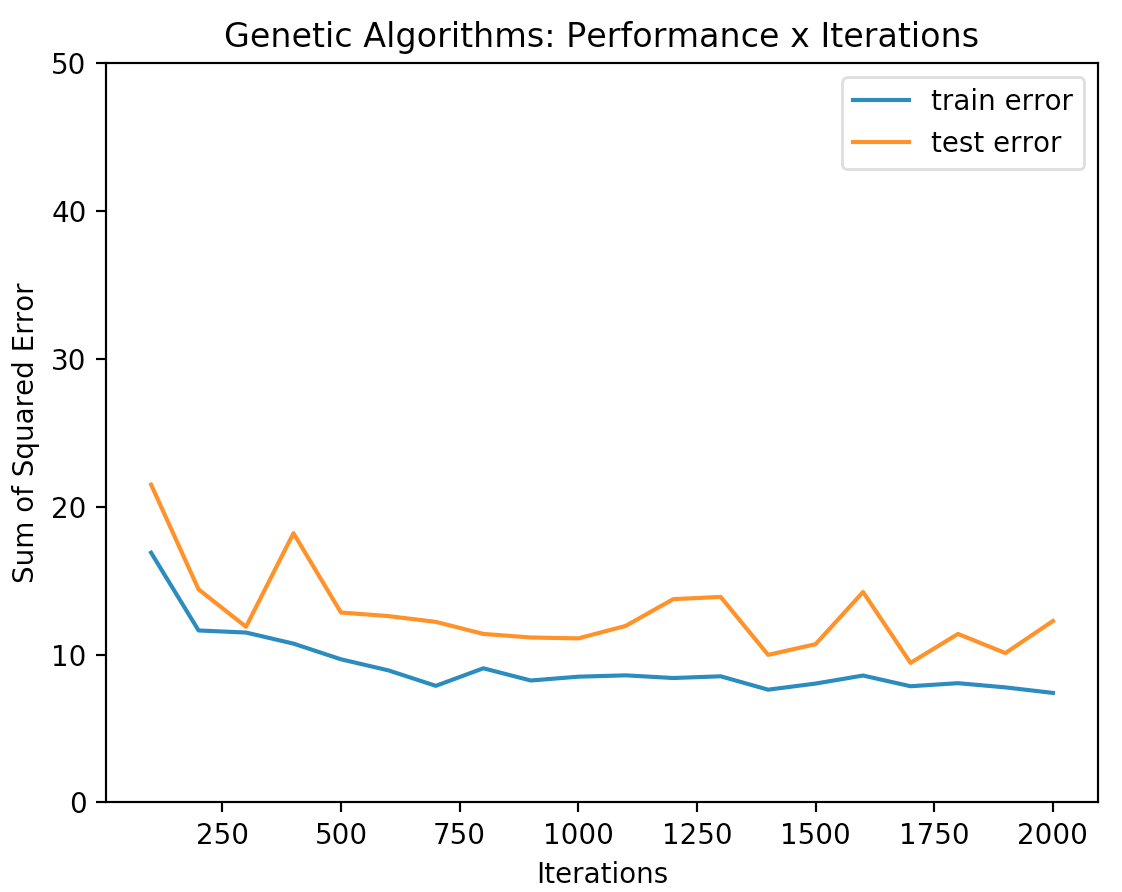 Genetic Algorithms: Performance x Iterations
50
train error
test error
40
30
20
10
0
Sum of Squared Error
250 500 750 1000 1250 1500 1750 2000
Iterations